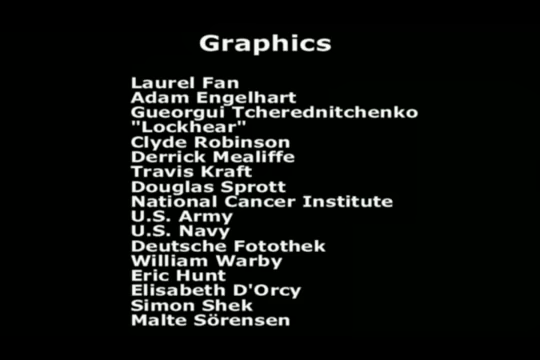 Graphics
Laurel Fan
Adam Engelhart
Gueorgui Tcherednitchenko
"Lockhear"
Clyde Robinson
Derrick Mealiffe
Travis Kraft
Douglas Sprott
National Cancer Institute
U.S. Army
U.S. Navy
Deutsche Fotothek
William Warby
Eric Hunt
Elisabeth D'Orcy
Simon Shek
Malte Sörensen